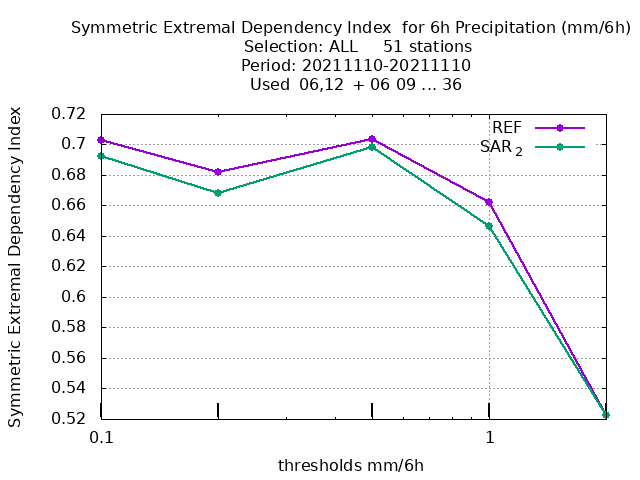 Symmetric Extremal Dependency Index  for 6h Precipitation (mm/6h)
Selection: ALL     51 stations
Period: 20211110-20211110
Used  06,12  + 06 09 ... 36
Symmetric Extremal Dependency Index
0.72
0.7
0.68
0.66
0.64
0.62
0.6
0.58
0.56
0.54
0.52
REF
SAR 2
0.1
1
thresholds mm/6h